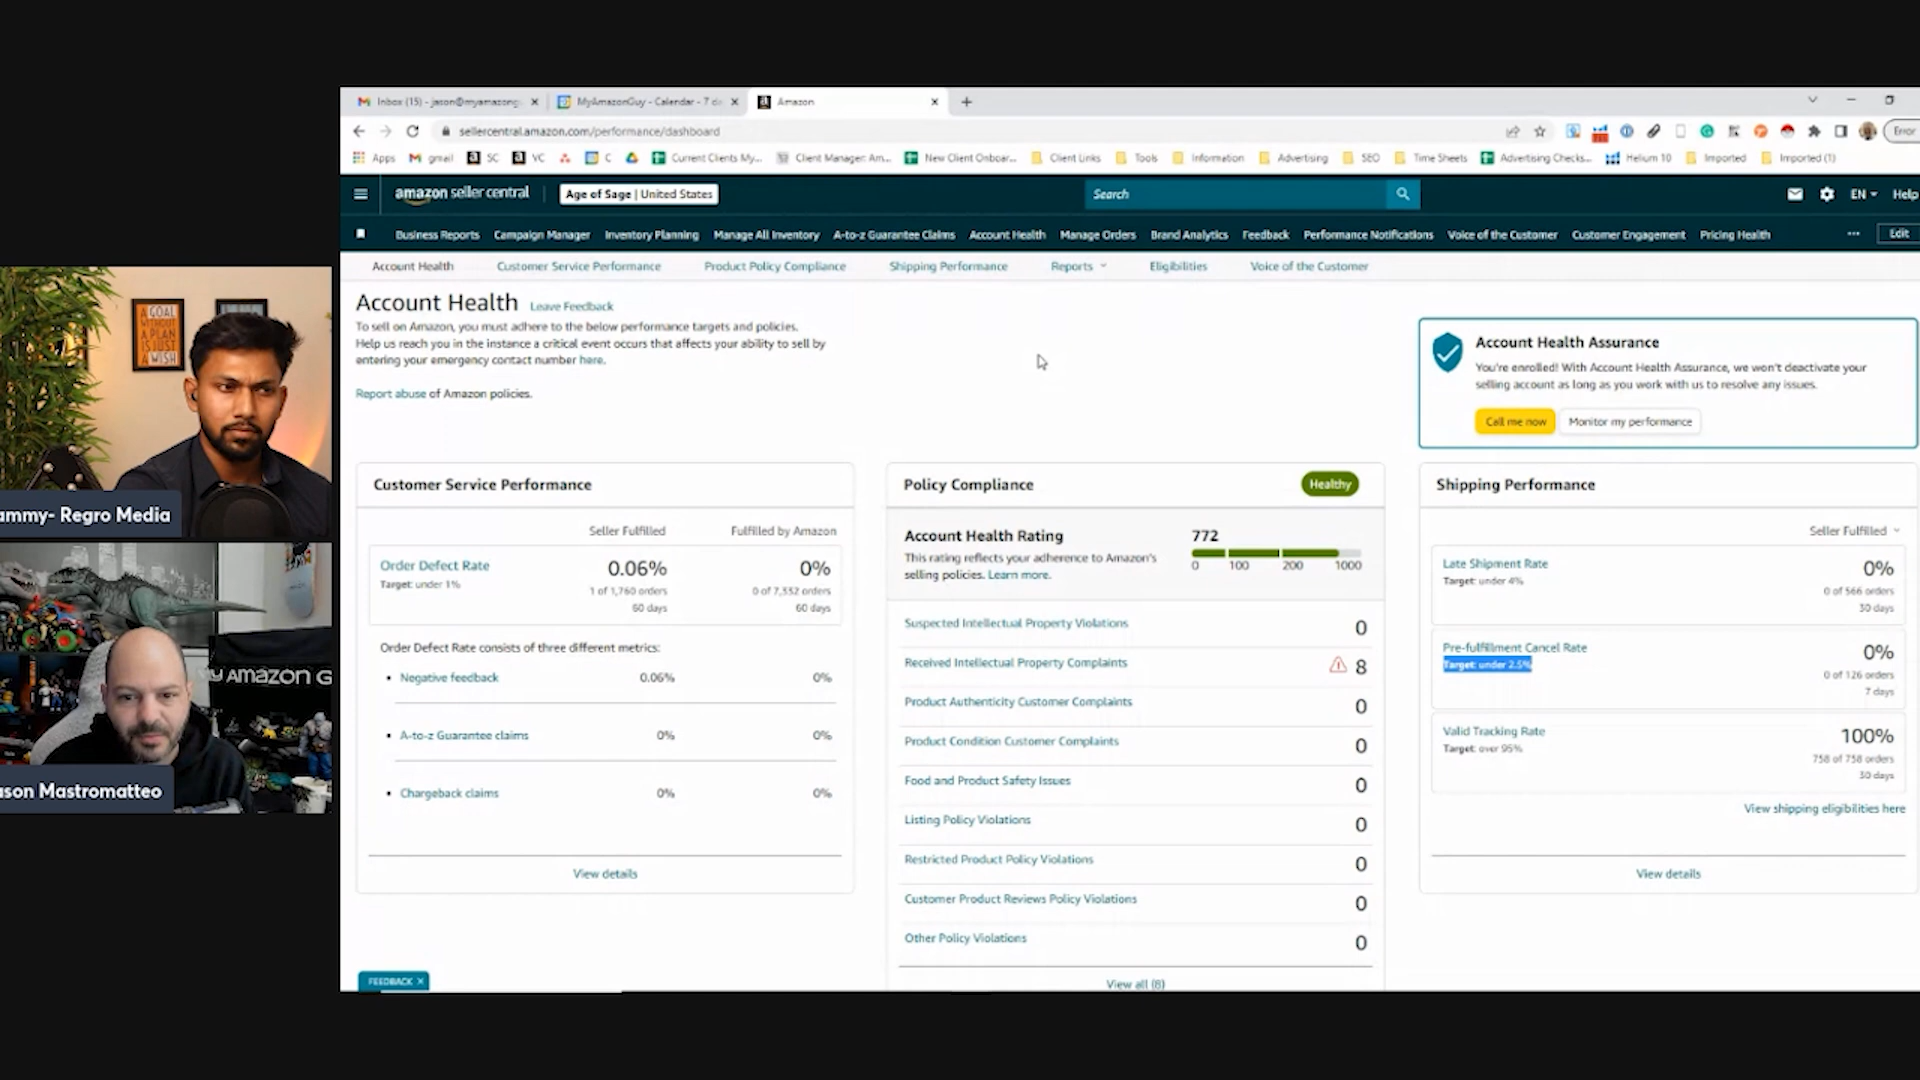 Inbox (15) - jason@myamazong
MyAmazonGuy - Calendar - 7 d
Amazon
sellercentral.amazon.com/performance/dashboard
Error
Apps
gmail
SC
VC
C
Current Clients My...
Client Manager: Am...
New Client Onboar...
Client Links
Tools
Information
Advertising
SEO
Time Sheets
Advertising Checks...
Helium 10
Imported
Imported (1)
amazon seller central
Age of Sage | United States
Search
EN
Help
Business Reports
Campaign Manager
Inventory Planning
Manage All Inventory
A-to-z Guarantee Claims
Account Health
Manage Orders
Brand Analytics
Feedback
Performance Notifications
Voice of the Customer
Customer Engagement
Pricing Health
Edit
Account Health
Customer Service Performance
Product Policy Compliance
Shipping Performance
Reports
Eligibilities
Voice of the Customer
Account Health
Leave Feedback
To sell on Amazon, you must adhere to the below performance targets and policies.
Help us reach you in the instance a critical event occurs that affects your ability to sell by
entering your emergency contact number here.
Report abuse of Amazon policies.
Account Health Assurance
You're enrolled! With Account Health Assurance, we won't deactivate your
selling account as long as you work with us to resolve any issues.
Call me now
Monitor my performance
Customer Service Performance
Seller Fulfilled
Fulfilled by Amazon
Order Defect Rate
Target: under 1%
0.06%
1 of 1,760 orders
60 days
0%
0 of 7,332 orders
60 days
Order Defect Rate consists of three different metrics:
• Negative feedback 0.06% 0%
• A-to-z Guarantee claims 0% 0%
• Chargeback claims 0% 0%
View details
Policy Compliance
Healthy
Account Health Rating
This rating reflects your adherence to Amazon's
selling policies. Learn more.
772
0 100 200 1000
Suspected Intellectual Property Violations 0
Received Intellectual Property Complaints 8
Product Authenticity Customer Complaints 0
Product Condition Customer Complaints 0
Food and Product Safety Issues 0
Listing Policy Violations 0
Restricted Product Policy Violations 0
Customer Product Reviews Policy Violations 0
Other Policy Violations 0
View all (8)
Shipping Performance
Seller Fulfilled
Late Shipment Rate
Target: under 4%
0%
0 of 566 orders
30 days
Pre-fulfillment Cancel Rate
Target: under 2.5%
0%
0 of 126 orders
7 days
Valid Tracking Rate
Target: over 95%
100%
758 of 758 orders
30 days
View shipping eligibilities here
View details
FEEDBACK X
A GOAL
WITHOUT
A PLAN
IS JUST
A WISH
ammy- Regro Media
AMAZON G
ason Mastromatteo